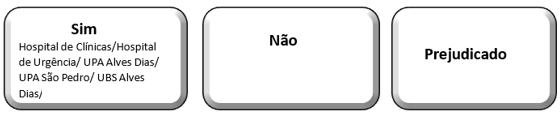 Sim
Hospital de Clínicas/Hospital
de Urgência/ UPA Alves Dias/
UPA São Pedro/ UBS Alves
Dias/
Não
Prejudicado